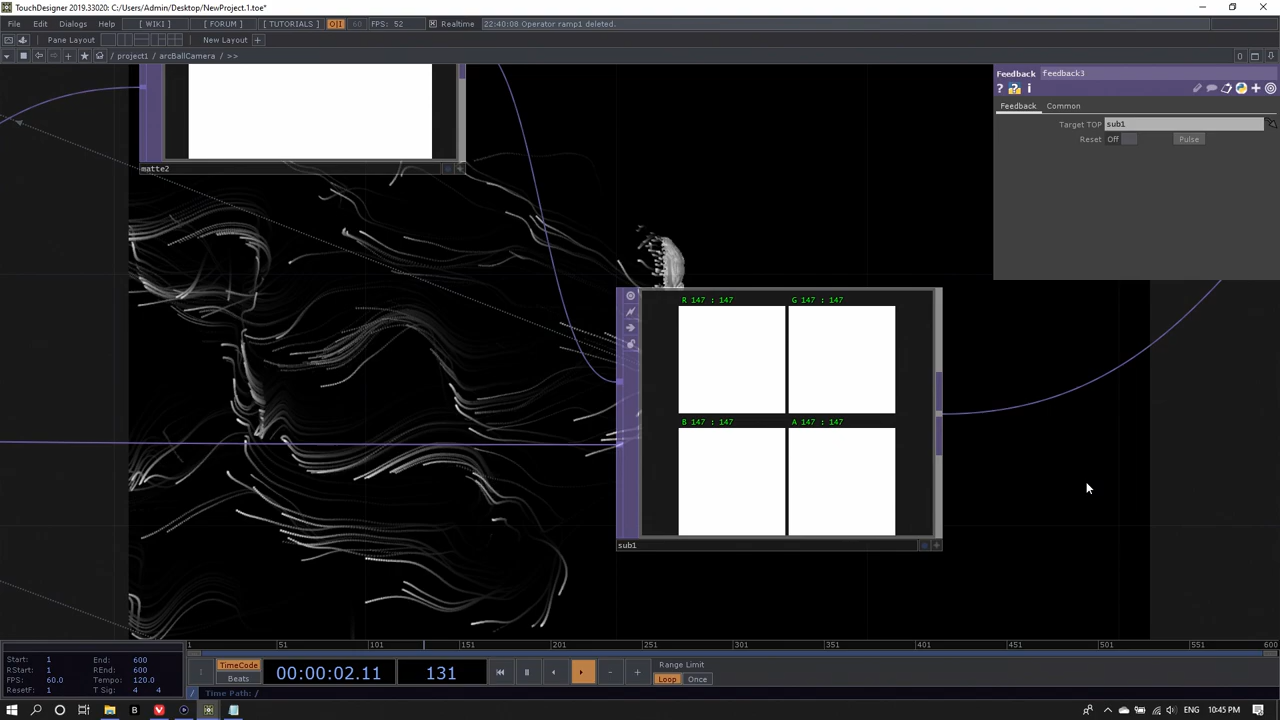 TouchDesigner 2019.33020: C:/Users/Admin/Desktop/NewProject.1.toe*
File Edit Dialogs Help [ WIKI ] [ FORUM ] [ TUTORIALS ] O|I 60 FPS: 52 Realtime 22:40:08 Operator ramp1 deleted.
Pane Layout New Layout +
/ project1 / arcBallCamera / >> 0
Feedback feedback3
? i
Feedback Common
Target TOP sub1
Reset Off Pulse
matte2
R 147 : 147 G 147 : 147
B 147 : 147 A 147 : 147
sub1
1 51 101 151 201 251 301 351 401 451 501 551 600
Start: 1 End: 600
RStart: 1 REnd: 600
FPS: 60.0 Tempo: 120.0
ResetF: 1 T Sig: 4 4
TimeCode
Beats
00:00:02.11 131
Range Limit
Loop Once
/ Time Path: /
10:45 PM